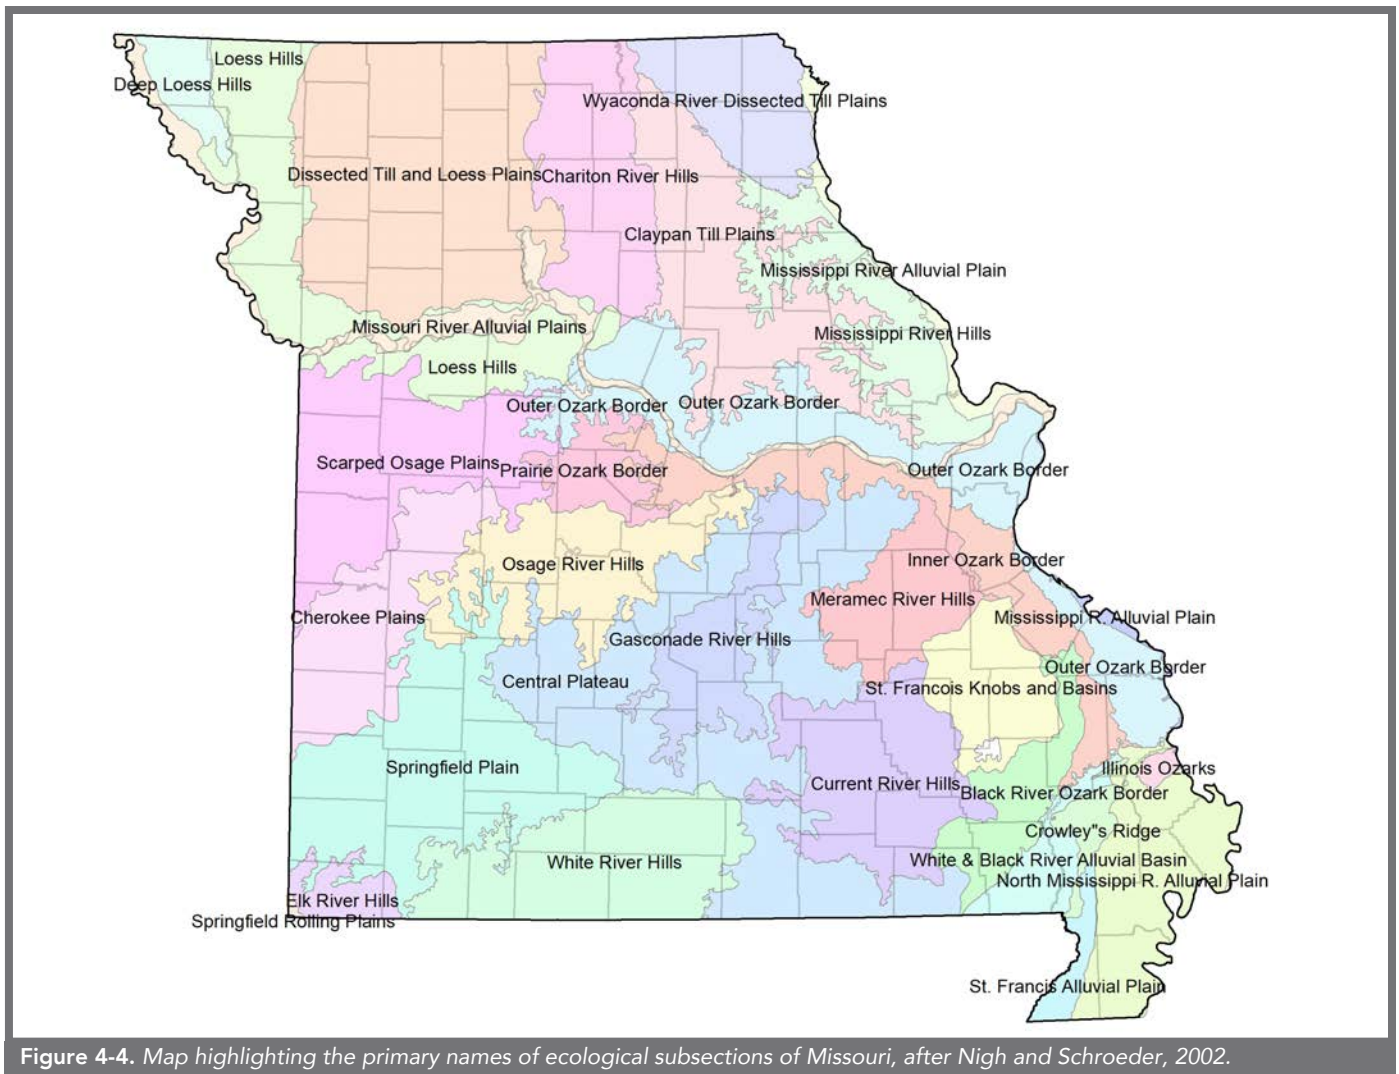 Loess Hills
Deep Loess Hills
Wyaconda River Dissected Till Plains
Dissected Till and Loess Plains
Chariton River Hills
Claypan Till Plains
Mississippi River Alluvial Plain
Missouri River Alluvial Plains
Mississippi River Hills
Loess Hills
Outer Ozark Border
Outer Ozark Border
Scarped Osage Plains
Prairie Ozark Border
Outer Ozark Border
Osage River Hills
Inner Ozark Border
Meramec River Hills
Cherokee Plains
Mississippi R. Alluvial Plain
Gasconade River Hills
Outer Ozark Border
Central Plateau
St. Francois Knobs and Basins
Springfield Plain
Illinois Ozarks
Current River Hills
Black River Ozark Border
Crowley"s Ridge
White River Hills
White & Black River Alluvial Basin
North Mississippi R. Alluvial Plain
Elk River Hills
Springfield Rolling Plains
St. Francis Alluvial Plain
Figure 4-4. Map highlighting the primary names of ecological subsections of Missouri, after Nigh and Schroeder, 2002.